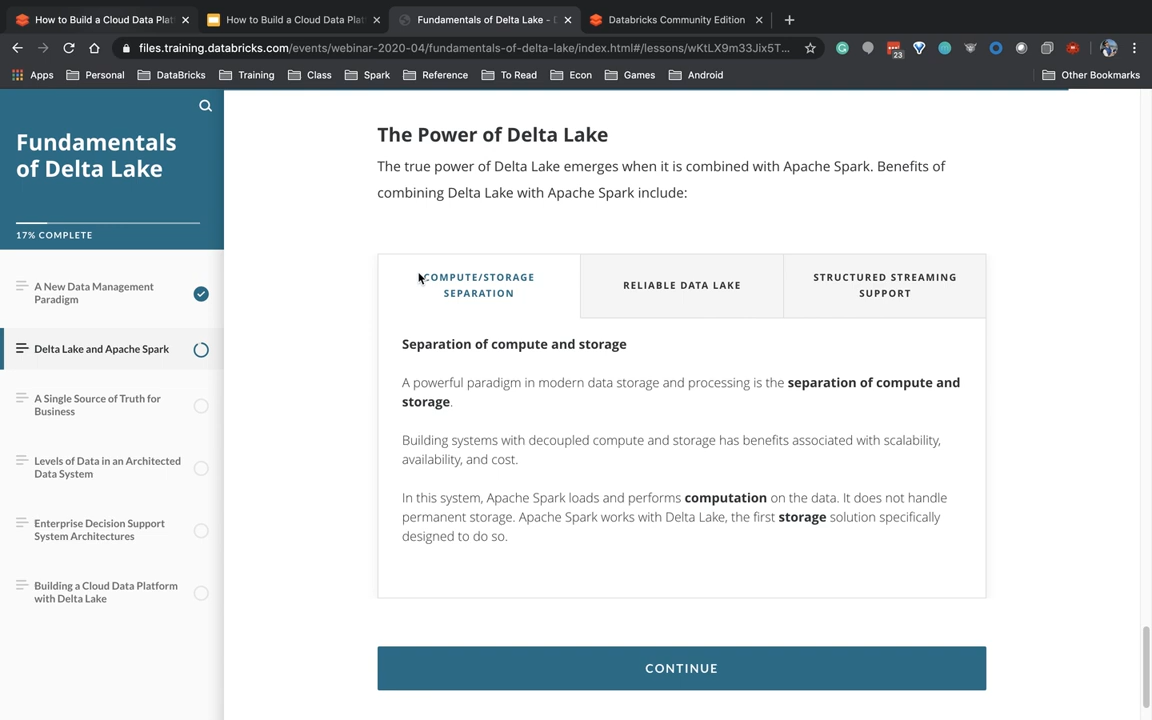 How to Build a Cloud Data Plat
How to Build a Cloud Data Plat
Fundamentals of Delta Lake - D
Databricks Community Edition
files.training.databricks.com/events/webinar-2020-04/fundamentals-of-delta-lake/index.html#/lessons/wKtLX9m33Jix5T...
23
Apps
Personal
DataBricks
Training
Class
Spark
Reference
To Read
Econ
Games
Android
Other Bookmarks
Fundamentals
of Delta Lake
17% COMPLETE
A New Data Management
Paradigm
Delta Lake and Apache Spark
A Single Source of Truth for
Business
Levels of Data in an Architected
Data System
Enterprise Decision Support
System Architectures
Building a Cloud Data Platform
with Delta Lake
The Power of Delta Lake
The true power of Delta Lake emerges when it is combined with Apache Spark. Benefits of
combining Delta Lake with Apache Spark include:
COMPUTE/STORAGE
SEPARATION
RELIABLE DATA LAKE
STRUCTURED STREAMING
SUPPORT
Separation of compute and storage
A powerful paradigm in modern data storage and processing is the separation of compute and
storage.
Building systems with decoupled compute and storage has benefits associated with scalability,
availability, and cost.
In this system, Apache Spark loads and performs computation on the data. It does not handle
permanent storage. Apache Spark works with Delta Lake, the first storage solution specifically
designed to do so.
CONTINUE